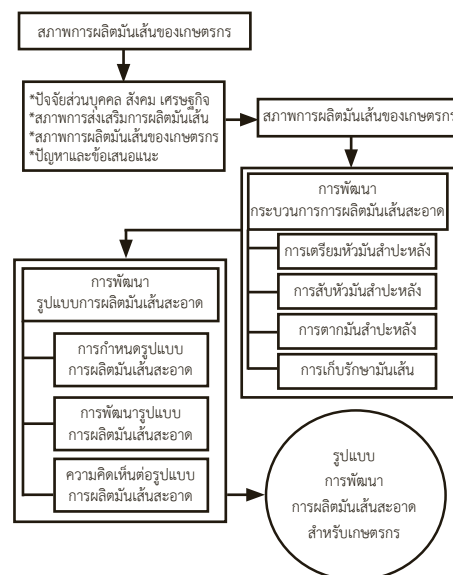 สภาพการผลิตมันเส้นของเกษตรกร
*ปัจจัยส่วนบุคคล สังคม เศรษฐกิจ
*สภาพการส่งเสริมการผลิตมันเส้น
*สภาพการผลิตมันเส้นของเกษตรกร
*ปัญหาและข้อเสนอแนะ
สภาพการผลิตมันเส้นของเกษตรกร
การพัฒนา
กระบวนการการผลิตมันเส้นสะอาด
การเตรียมหัวมันสำปะหลัง
การสับหัวมันสำปะหลัง
การตากมันสำปะหลัง
การเก็บรักษามันเส้น
การพัฒนา
รูปแบบการผลิตมันเส้นสะอาด
การกำหนดรูปแบบ
การผลิตมันเส้นสะอาด
การพัฒนารูปแบบ
การผลิตมันเส้นสะอาด
ความคิดเห็นต่อรูปแบบ
การผลิตมันเส้นสะอาด
รูปแบบ
การพัฒนา
การผลิตมันเส้นสะอาด
สำหรับเกษตรกร